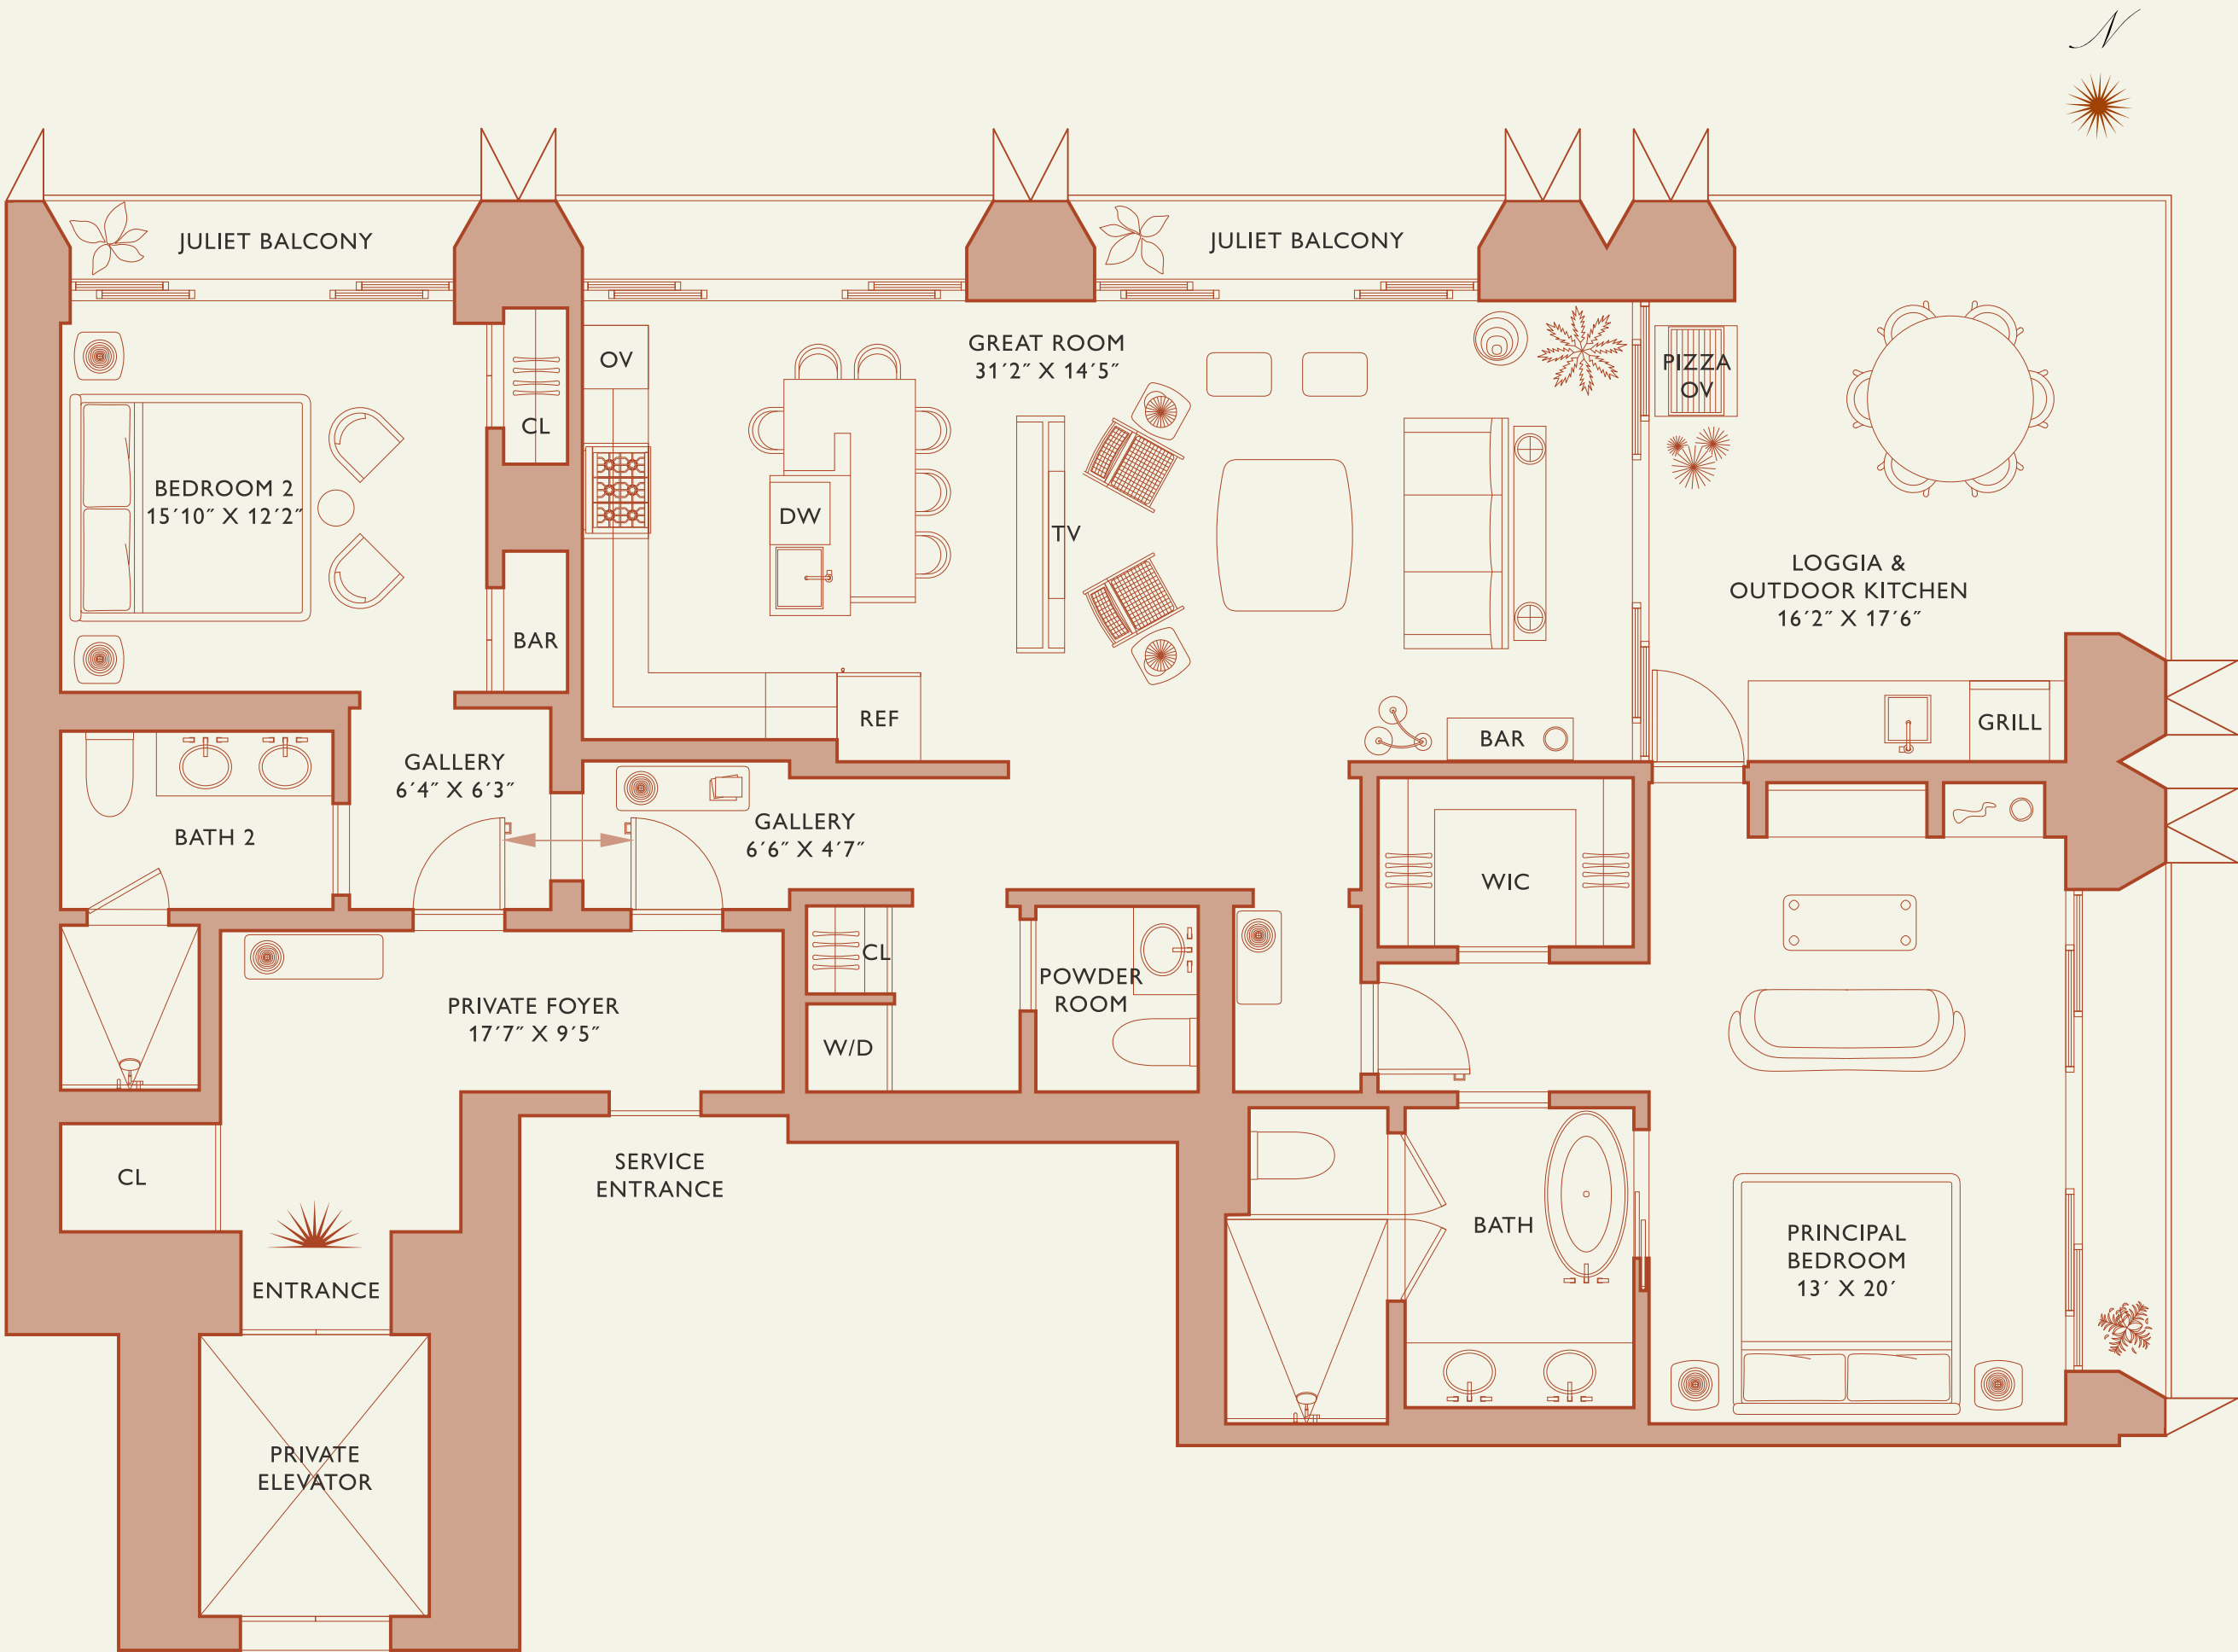 N
JULIET BALCONY
JULIET BALCONY
OV
GREAT ROOM
31′2″ X 14′5″
PIZZA
OV
CL
BEDROOM 2
15′10″ X 12′2″
DW
TV
LOGGIA &
OUTDOOR KITCHEN
16′2″ X 17′6″
BAR
REF
BAR
GRILL
GALLERY
6′4″ X 6′3″
BATH 2
GALLERY
6′6″ X 4′7″
WIC
CL
POWDER
ROOM
PRIVATE FOYER
17′7″ X 9′5″
W/D
CL
SERVICE
ENTRANCE
BATH
PRINCIPAL
BEDROOM
13′ X 20′
ENTRANCE
PRIVATE
ELEVATOR